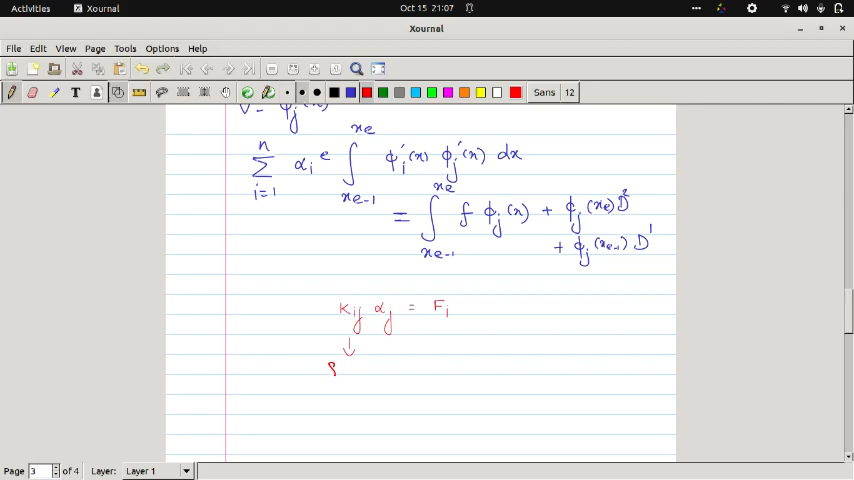 Activities Xournal Oct 15 21:07
Xournal
File Edit View Page Tools Options Help
Sans 12
V = ϕj(x)
n Σ i=1 αi^e ∫ xe-1 xe ϕi'(x) ϕj'(x) dx
= ∫ xe-1 xe f ϕj(x) + ϕj(xe) D²
+ ϕj(xe-1) D¹
Kij αj = Fi
↓
Page 3 of 4 Layer: Layer 1